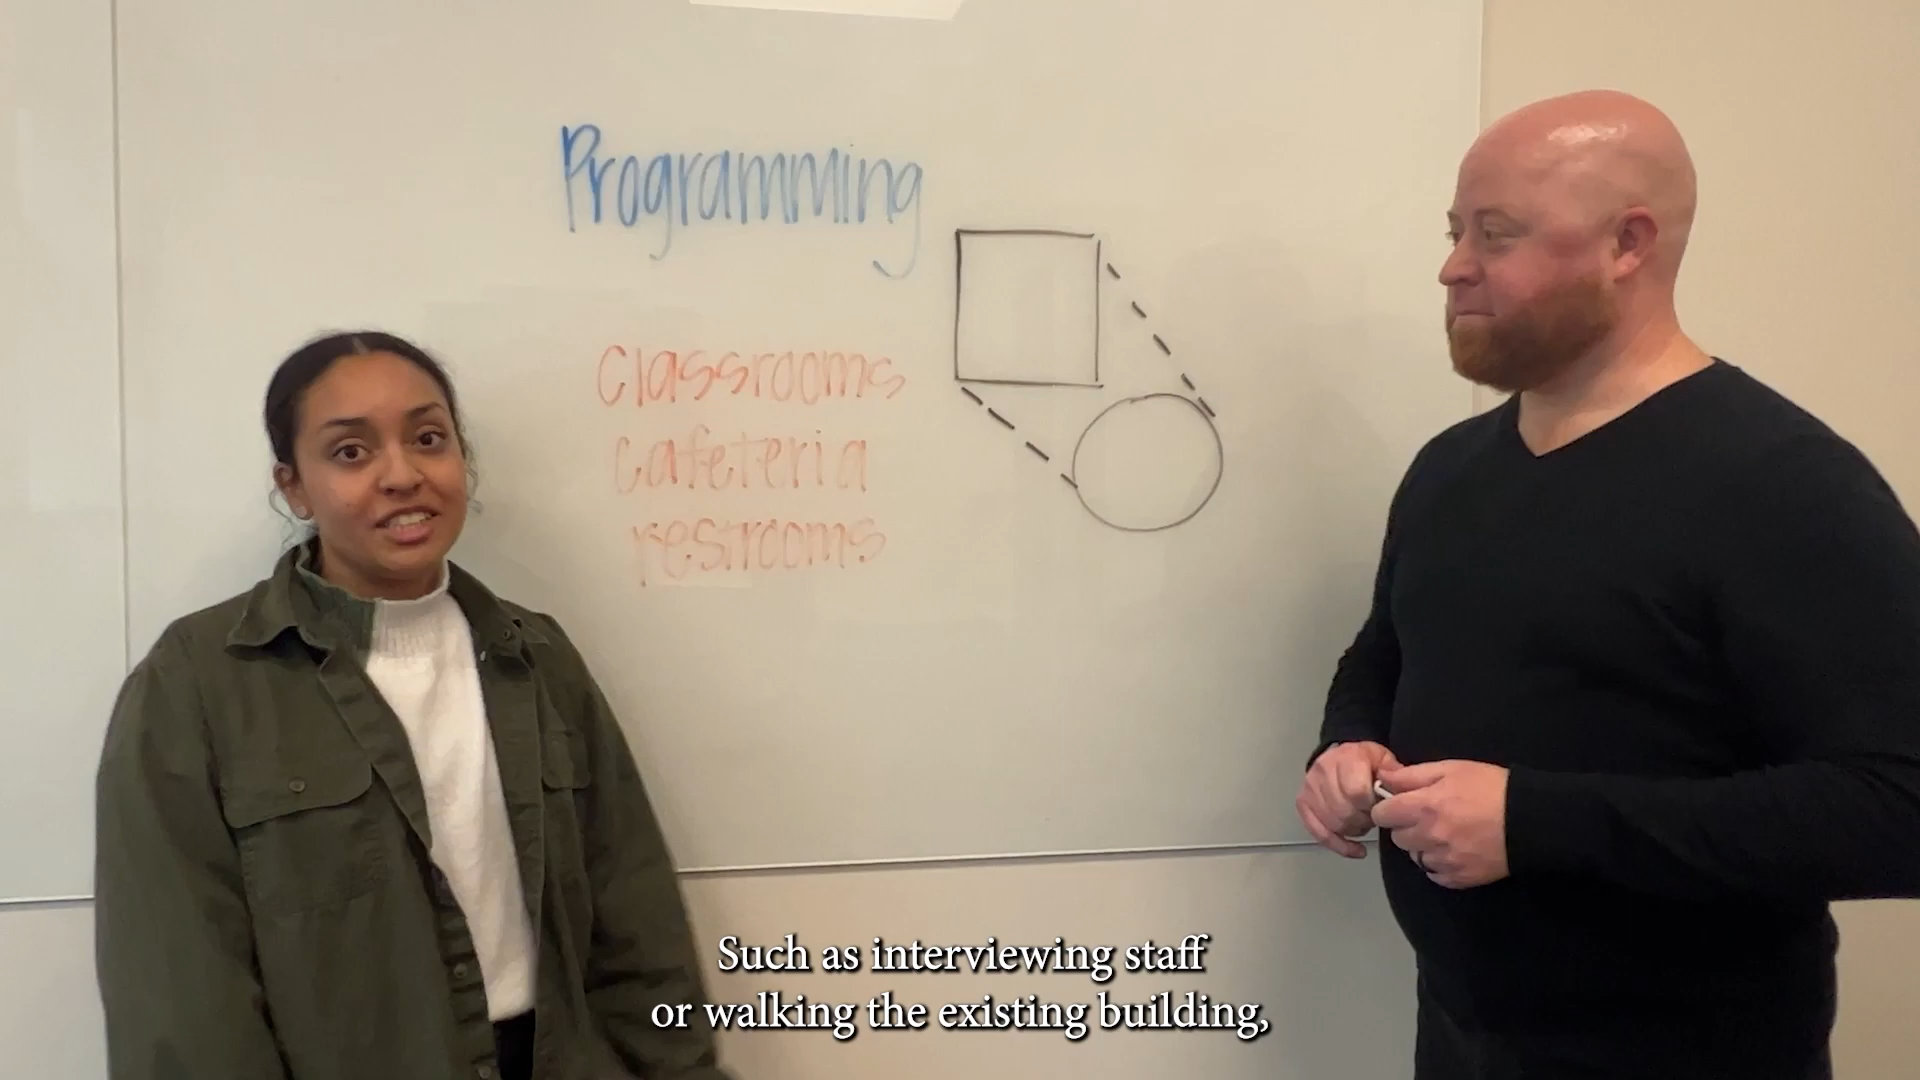 Programming
classrooms
cafeteria
restrooms
Such as interviewing staff
or walking the existing building,